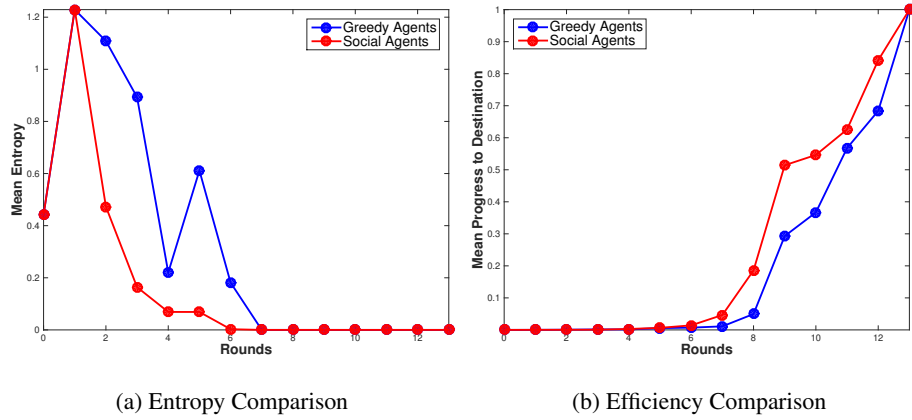 1.2
1
0.8
0.6
0.4
0.2
0
Mean Entropy
0 2 4 6 8 10 12
Rounds
Greedy Agents
Social Agents
(a) Entropy Comparison
1
0.9
0.8
0.7
0.6
0.5
0.4
0.3
0.2
0.1
0
Mean Progress to Destination
0 2 4 6 8 10 12
Rounds
Greedy Agents
Social Agents
(b) Efficiency Comparison